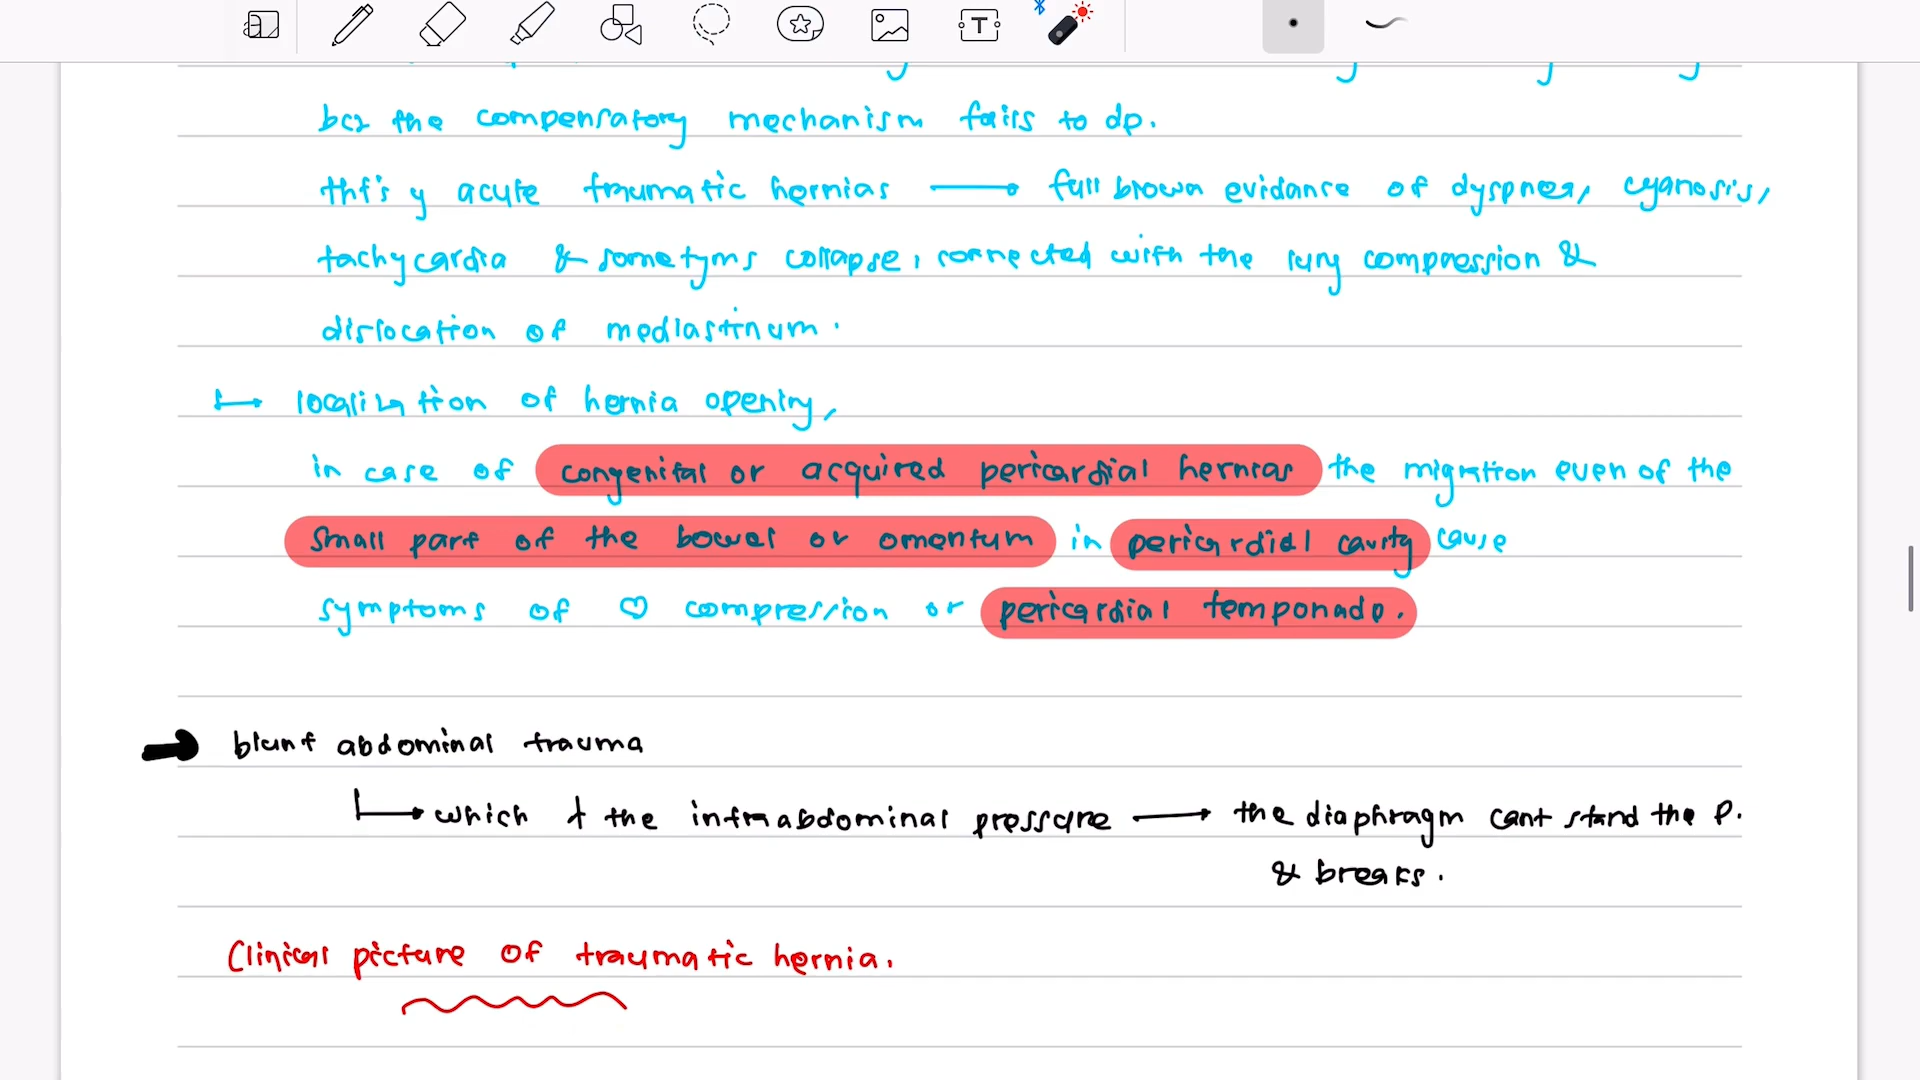 bcz the compensatory mechanism fails to dp.
thf's y acute traumatic hernias → full brown evidance of dyspnea, cyanosis,
tachycardia & sometyms collapse, connected with the lung compression &
dislocation of mediastinum.
↳ localization of hernia opening,
in case of congenital or acquired pericardial hernias the migration even of the
small part of the bowel or omentum in pericardial cavity cause
symptoms of ♡ compression or pericardial temponade.
→ blunt abdominal trauma
↳ which ↑ the intraabdominal pressure → the diaphragm cant stand the P.
& breaks.
Clinical picture of traumatic hernia.